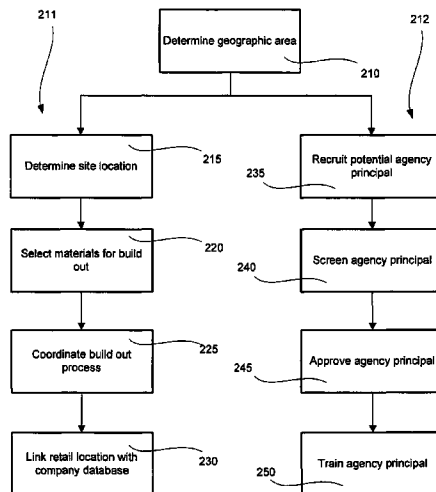 211
212
Determine geographic area
210
Determine site location
215
Recruit potential agency
principal
235
Select materials for build
out
220
Screen agency principal
240
Coordinate build out
process
225
Approve agency principal
245
Link retail location with
company database
230
Train agency principal
250